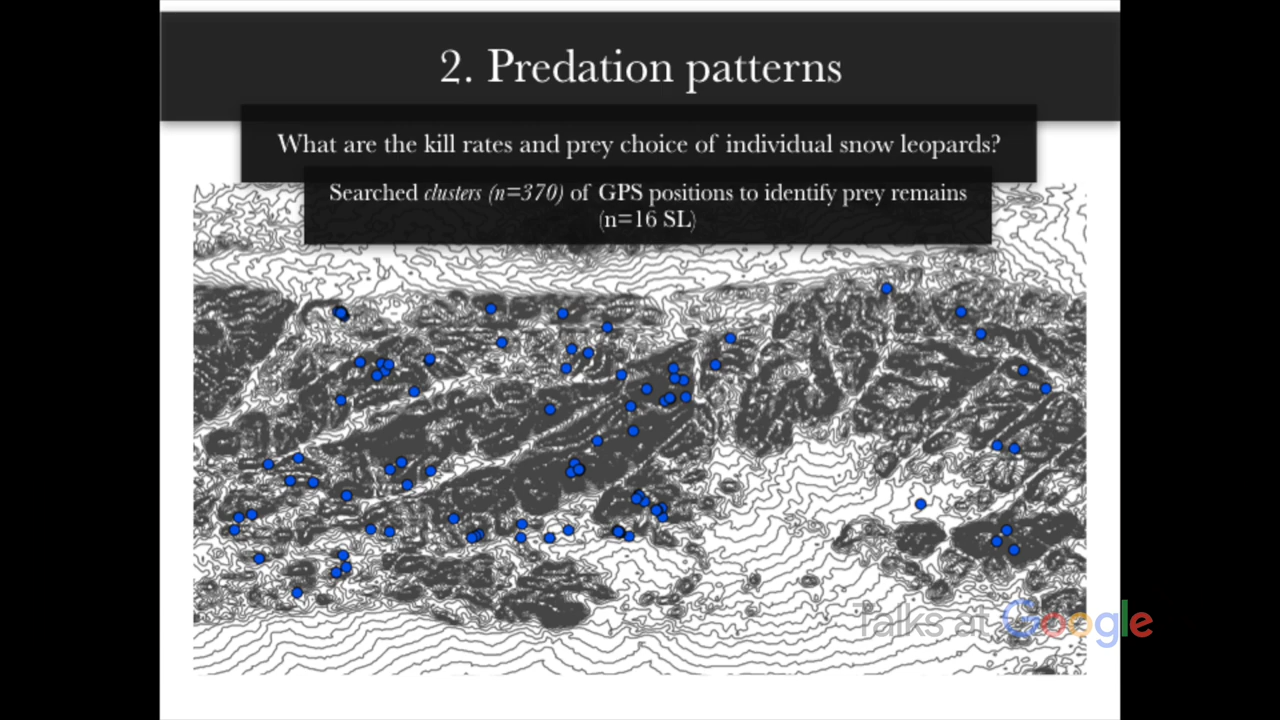 2. Predation patterns
What are the kill rates and prey choice of individual snow leopards?
Searched clusters (n=370) of GPS positions to identify prey remains
(n=16 SL)
Talks at Google